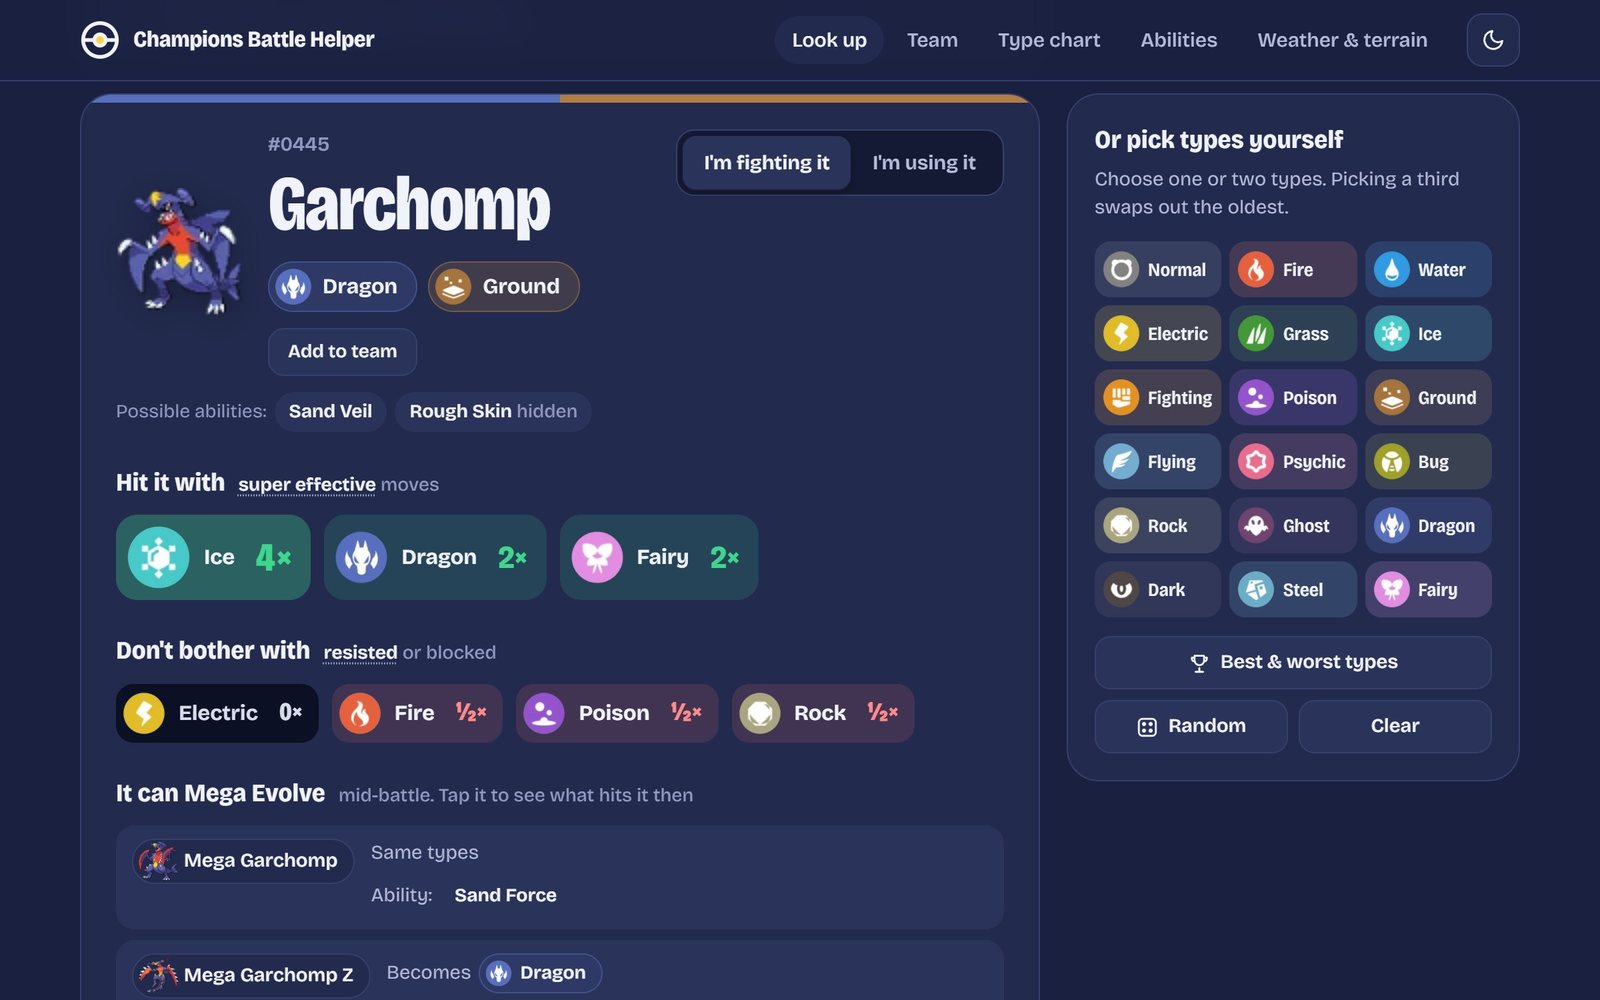 Champions Battle Helper
Look up
Team
Type chart
Abilities
Weather & terrain
#0445
Garchomp
Dragon
Ground
Add to team
I'm fighting it
I'm using it
Possible abilities: Sand Veil Rough Skin hidden
Hit it with super effective moves
Ice 4×
Dragon 2×
Fairy 2×
Don't bother with resisted or blocked
Electric 0×
Fire ½×
Poison ½×
Rock ½×
It can Mega Evolve mid-battle. Tap it to see what hits it then
Mega Garchomp
Same types
Ability: Sand Force
Mega Garchomp Z
Becomes Dragon
Or pick types yourself
Choose one or two types. Picking a third
swaps out the oldest.
Normal
Fire
Water
Electric
Grass
Ice
Fighting
Poison
Ground
Flying
Psychic
Bug
Rock
Ghost
Dragon
Dark
Steel
Fairy
Best & worst types
Random
Clear